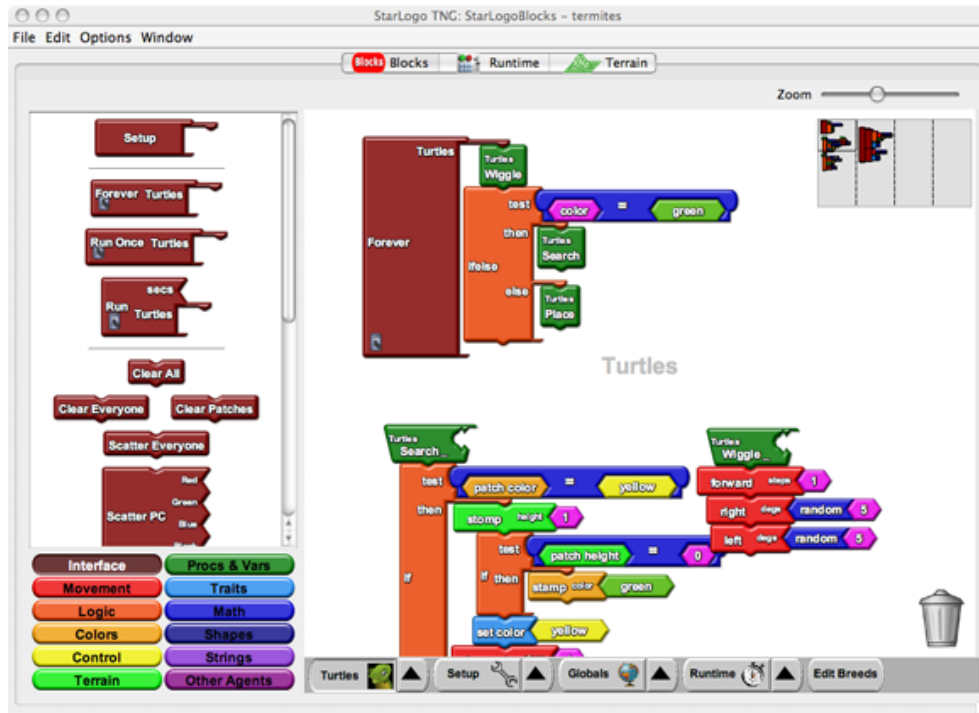 StarLogo TNG: StarLogoBlocks – termites
File Edit Options Window
Blocks Blocks Runtime Terrain
Zoom
Setup
Forever Turtles
Run Once Turtles
secs
Run Turtles
Clear All
Clear Everyone Clear Patches
Scatter Everyone
Red
Green
Scatter PC
Blue
Interface Procs & Vars
Movement Traits
Logic Math
Colors Shapes
Control Strings
Terrain Other Agents
Turtles
Turtles
Wiggle
test color = green
Forever
then
Turtles
Search
Ifelse
else
Turtles
Place
Turtles
Turtles
Search_
test patch color = yellow
then stomp height 1
test patch height = 0
If then stamp color green
If
set color yellow
Turtles
Wiggle_
forward steps 1
right degs random 5
left degs random 5
Turtles Setup Globals Runtime Edit Breeds